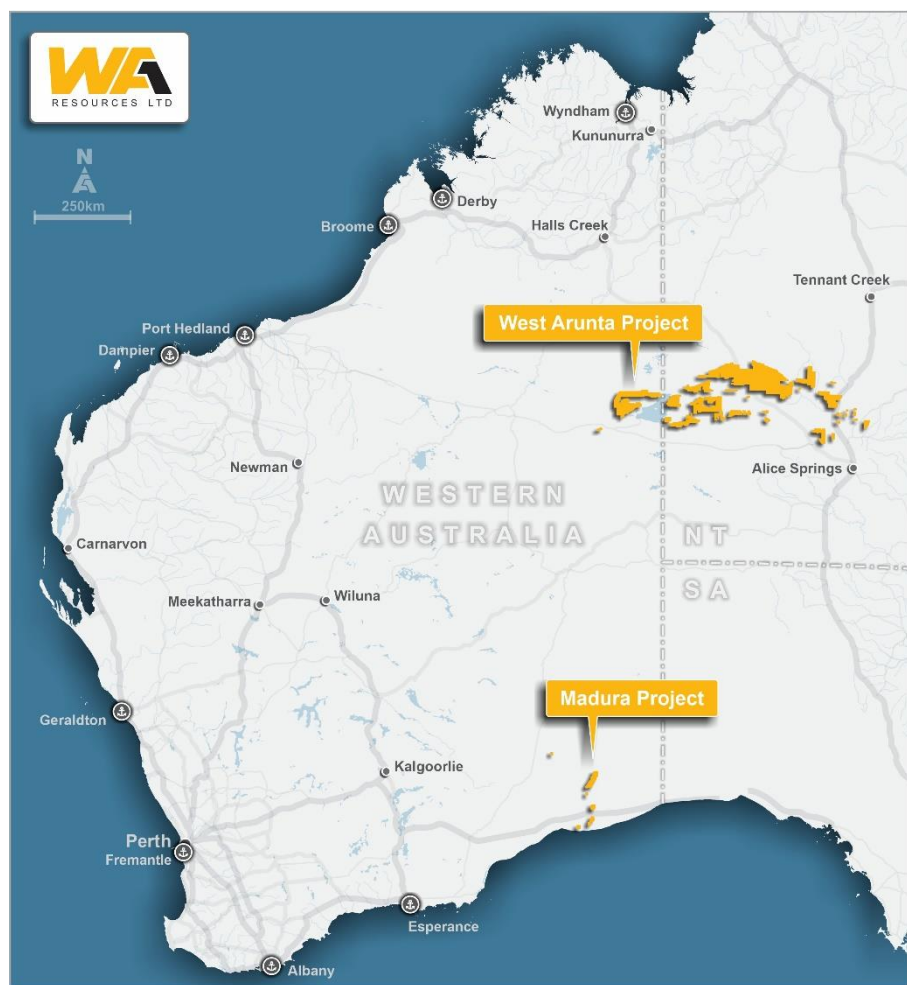 WA1
RESOURCES LTD
N
250km
Wyndham
Kununurra
Derby
Broome
Halls Creek
Tennant Creek
West Arunta Project
Port Hedland
Dampier
Newman
Alice Springs
WESTERN
AUSTRALIA
NT
Carnarvon
SA
Meekatharra
Wiluna
Madura Project
Geraldton
Kalgoorlie
Perth
Fremantle
Esperance
Albany